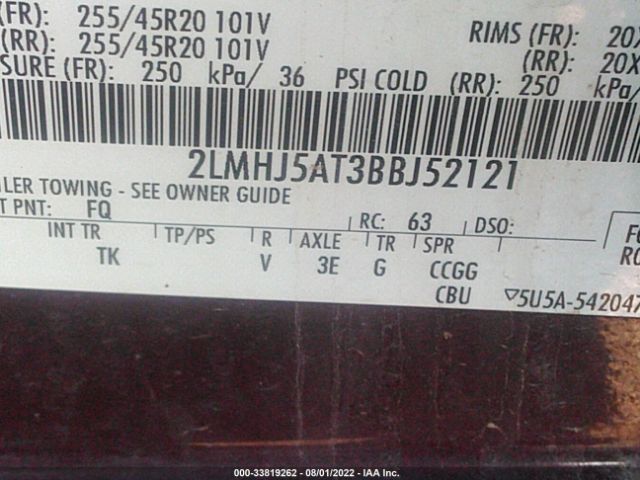 (FR): 255/45R20 101V RIMS (FR): 20X
(RR): 255/45R20 101V (RR): 20X
SURE (FR): 250 kPa/ 36 PSI COLD (RR): 250 kPa/
2LMHJ5AT3BBJ52121
ILER TOWING - SEE OWNER GUIDE
T PNT: FQ RC: 63 DSO:
INT TR TP/PS R AXLE TR SPR
TK V 3E G CCGG
CBU ▽5U5A-542047
000-33819262 - 08/01/2022 - IAA Inc.